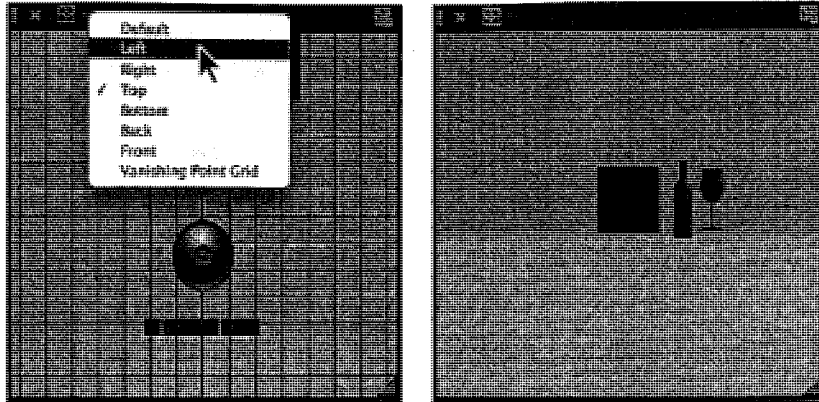 Default
Left
Right
✓ Top
Bottom
Back
Front
Vanishing Point Grid